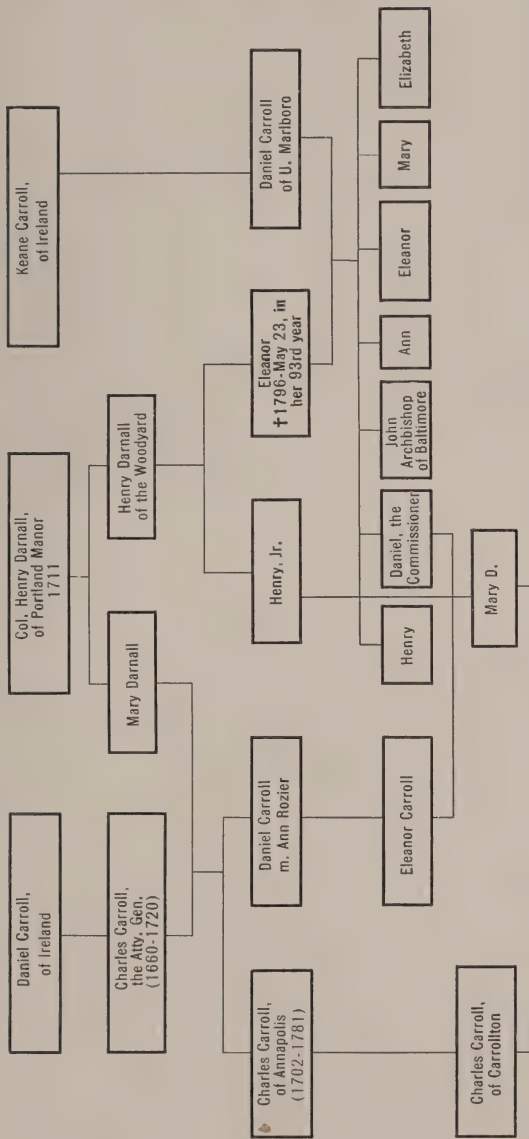 Daniel Carroll,
of Ireland
Col. Henry Darnall,
of Portland Manor
1711
Keane Carroll,
of Ireland
Charles Carroll,
the Atty. Gen.
(1660-1720)
Mary Darnall
Henry Darnall
of the Woodyard
Charles Carroll,
of Annapolis
(1702-1781)
Daniel Carroll
m. Ann Rozier
Henry, Jr.
Eleanor
†1796-May 23, in
her 93rd year
Daniel Carroll
of U. Marlboro
Eleanor Carroll
Henry
Daniel, the
Commissioner
John
Archbishop
of Baltimore
Ann
Eleanor
Mary
Elizabeth
Charles Carroll,
of Carrollton
Mary D.